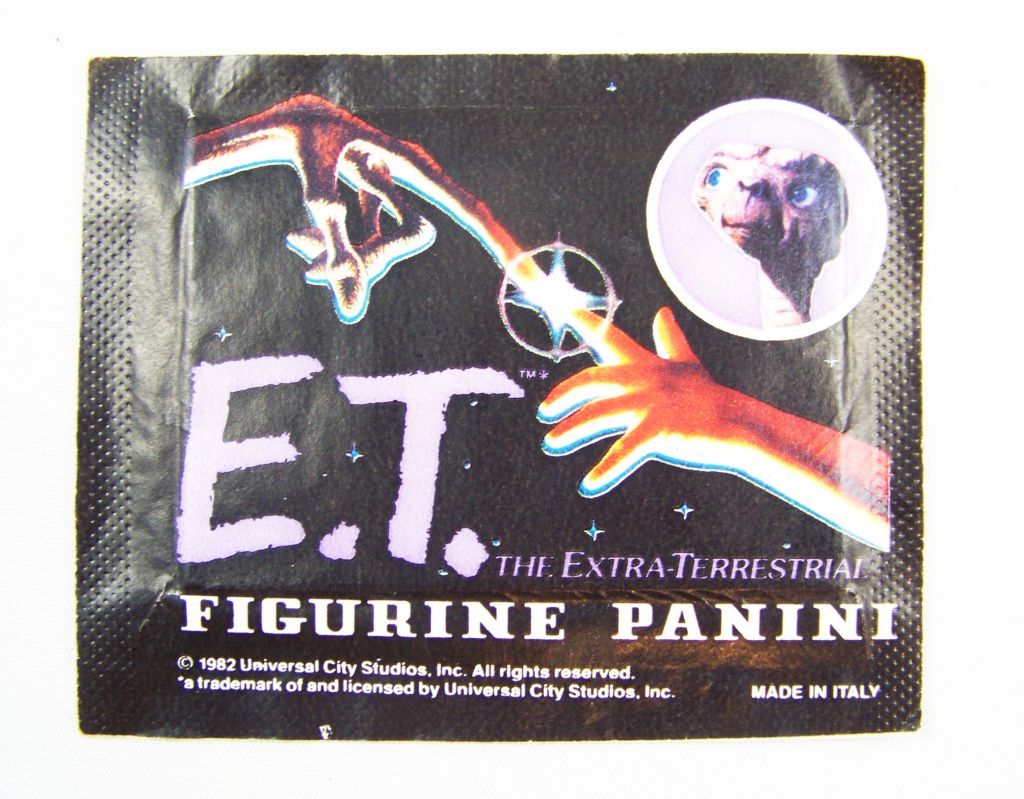 E.T.™*
THE EXTRA-TERRESTRIAL
FIGURINE PANINI
© 1982 Universal City Studios, Inc. All rights reserved.
*a trademark of and licensed by Universal City Studios, Inc.
MADE IN ITALY